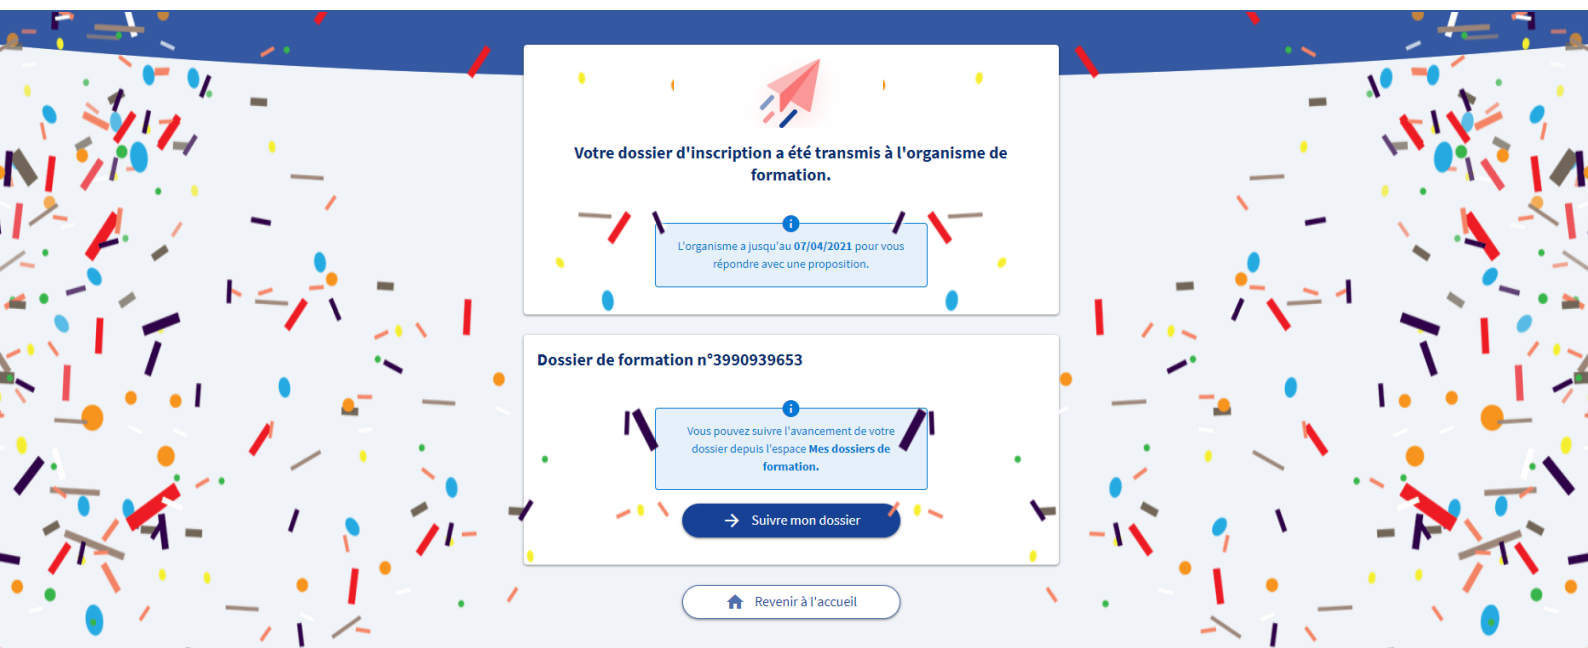 Votre dossier d'inscription a été transmis à l'organisme de
formation.
L'organisme a jusqu'au 07/04/2021 pour vous
répondre avec une proposition.
Dossier de formation n°3990939653
Vous pouvez suivre l'avancement de votre
dossier depuis l'espace Mes dossiers de
formation.
Suivre mon dossier
Revenir à l'accueil